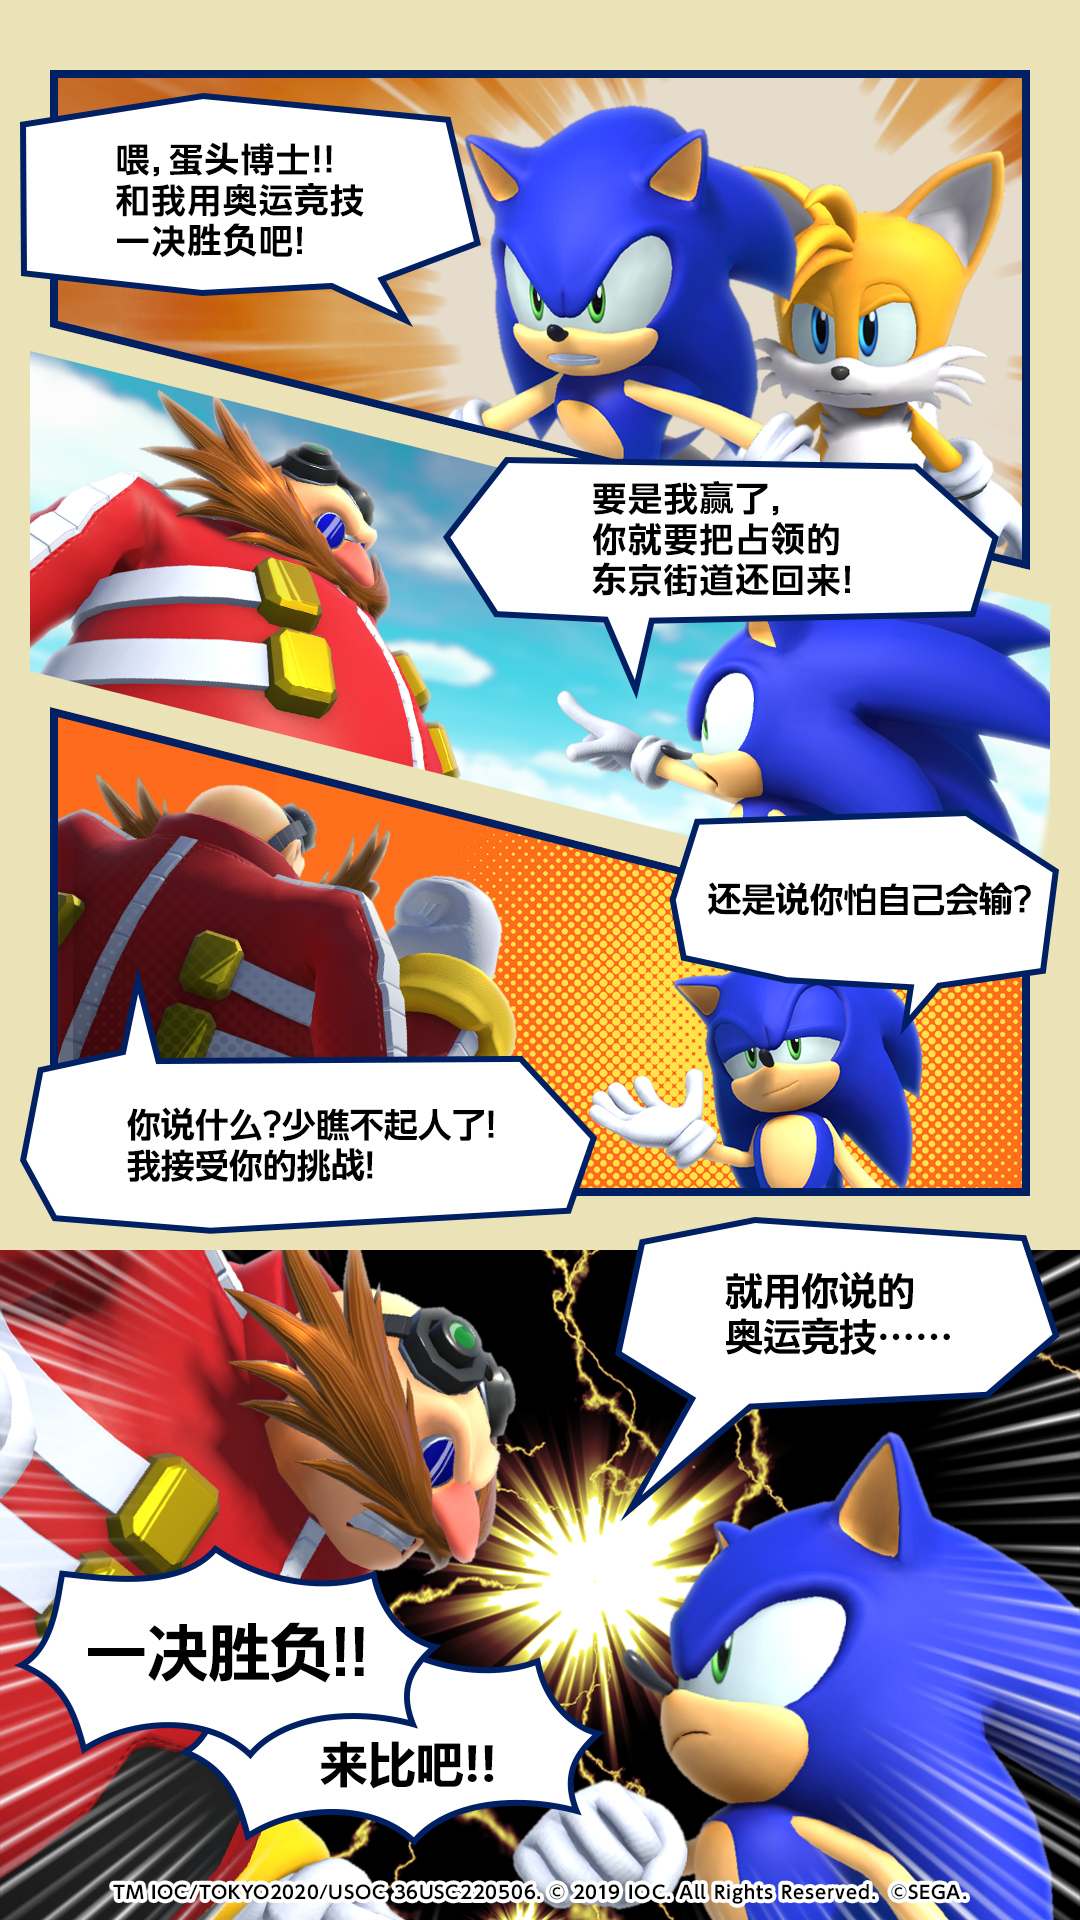 喂，蛋头博士!!
和我用奥运竞技
一决胜负吧!
要是我赢了，
你就要把占领的
东京街道还回来!
还是说你怕自己会输?
你说什么?少瞧不起人了!
我接受你的挑战!
就用你说的
奥运竞技……
一决胜负!!
来比吧!!
TM IOC/TOKYO2020/USOC 36USC220506. © 2019 IOC. All Rights Reserved. ©SEGA.